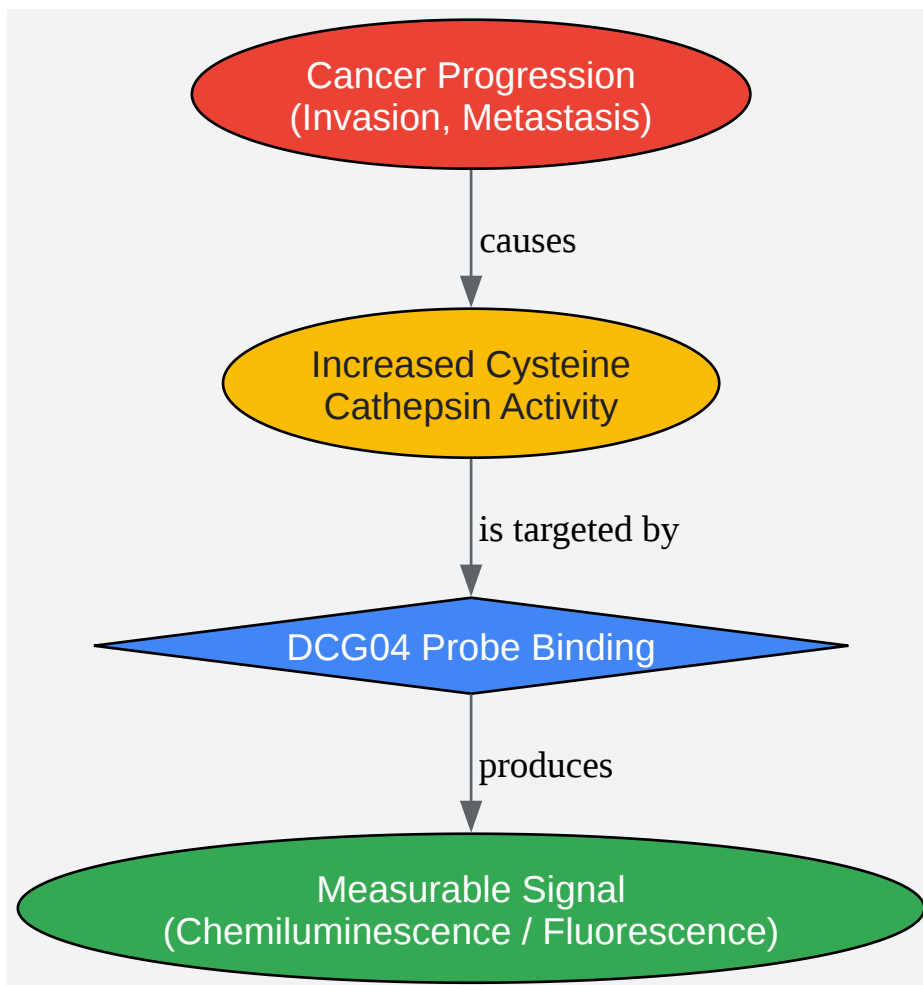 Cancer Progression
(Invasion, Metastasis)
causes
Increased Cysteine
Cathepsin Activity
is targeted by
DCG04 Probe Binding
produces
Measurable Signal
(Chemiluminescence / Fluorescence)